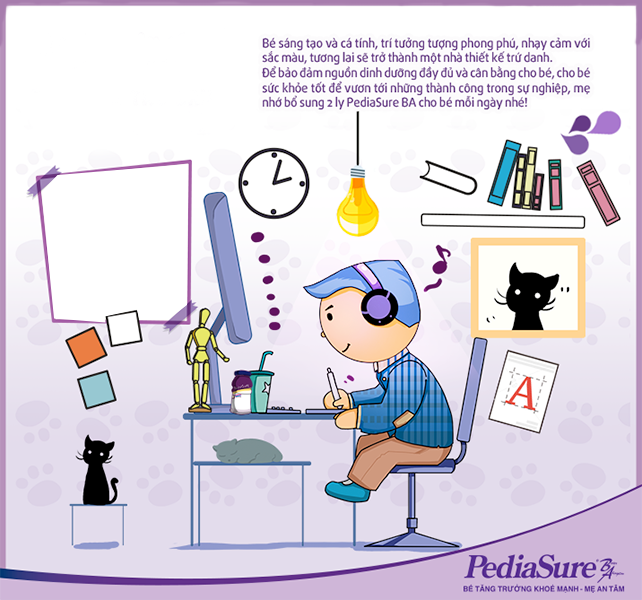 Bé sáng tạo và cá tính, trí tưởng tượng phong phú, nhạy cảm với
sắc màu, tương lai sẽ trở thành một nhà thiết kế trứ danh.
Để bảo đảm nguồn dinh dưỡng đầy đủ và cân bằng cho bé, cho bé
sức khỏe tốt để vươn tới những thành công trong sự nghiệp, mẹ
nhớ bổ sung 2 ly PediaSure BA cho bé mỗi ngày nhé!
A
PediaSure BA
BÉ TĂNG TRƯỞNG KHOẺ MẠNH - MẸ AN TÂM